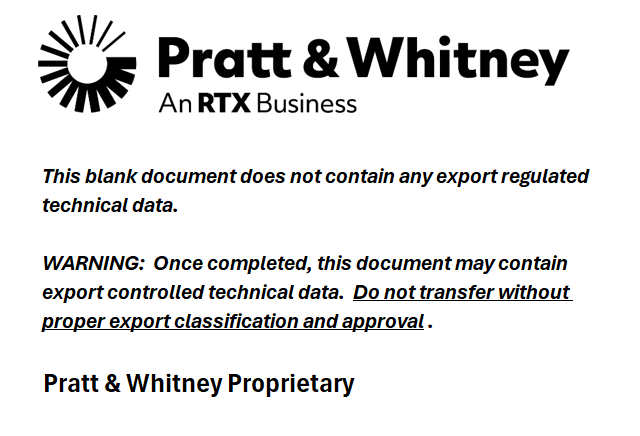 Pratt & Whitney
An RTX Business
This blank document does not contain any export regulated
technical data.
WARNING:  Once completed, this document may contain
export controlled technical data.  Do not transfer without
proper export classification and approval .
Pratt & Whitney Proprietary